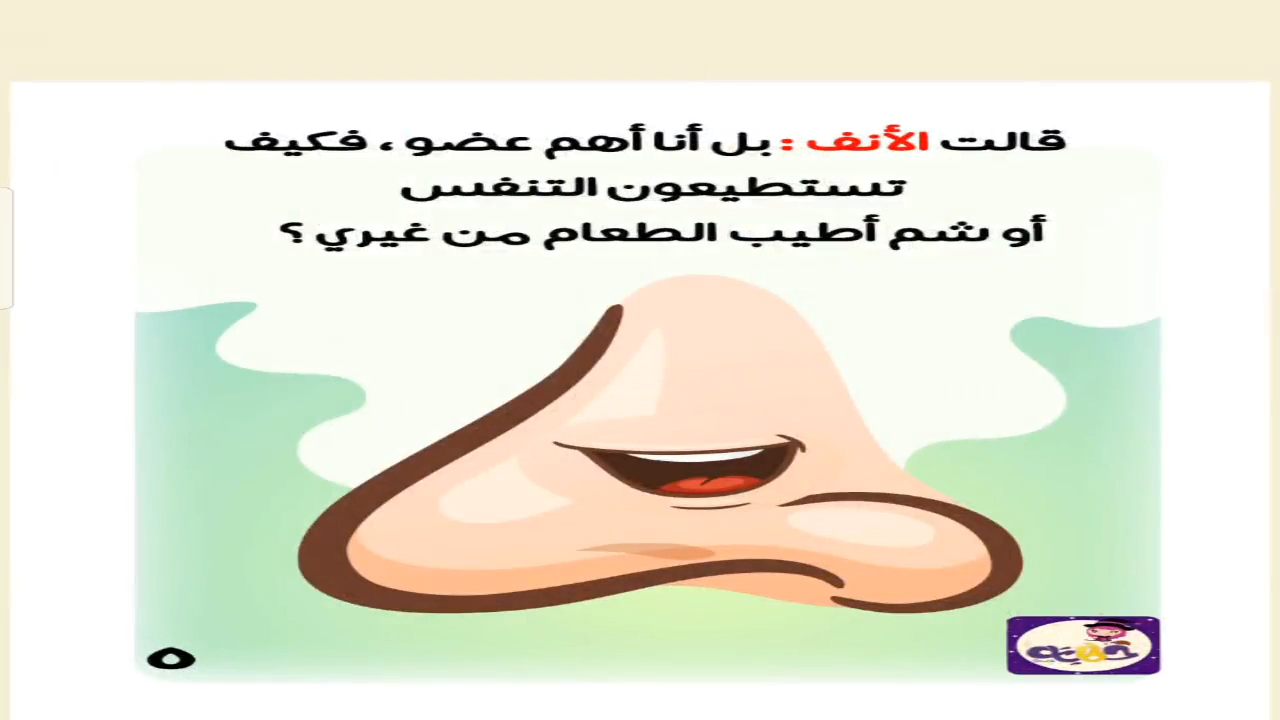 قالت الأنف : بل أنا أهم عضو ، فكيف
تستطيعون التنفس
أو شم أطيب الطعام من غيري ؟
٥